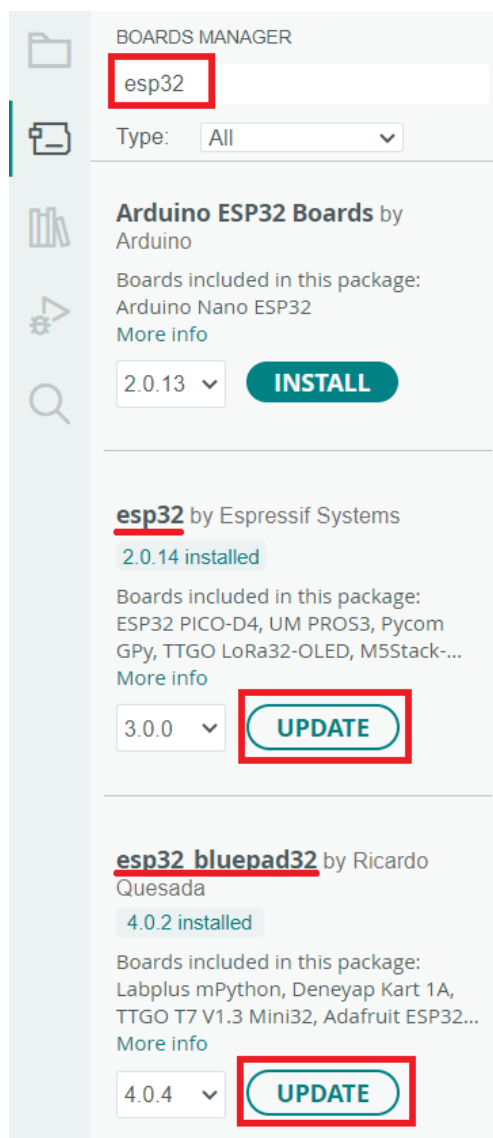 BOARDS MANAGER
esp32
Type: All
Arduino ESP32 Boards by
Arduino
Boards included in this package:
Arduino Nano ESP32
More info
2.0.13 INSTALL
esp32 by Espressif Systems
2.0.14 installed
Boards included in this package:
ESP32 PICO-D4, UM PROS3, Pycom
GPy, TTGO LoRa32-OLED, M5Stack-...
More info
3.0.0 UPDATE
esp32_bluepad32 by Ricardo
Quesada
4.0.2 installed
Boards included in this package:
Labplus mPython, Deneyap Kart 1A,
TTGO T7 V1.3 Mini32, Adafruit ESP32...
More info
4.0.4 UPDATE